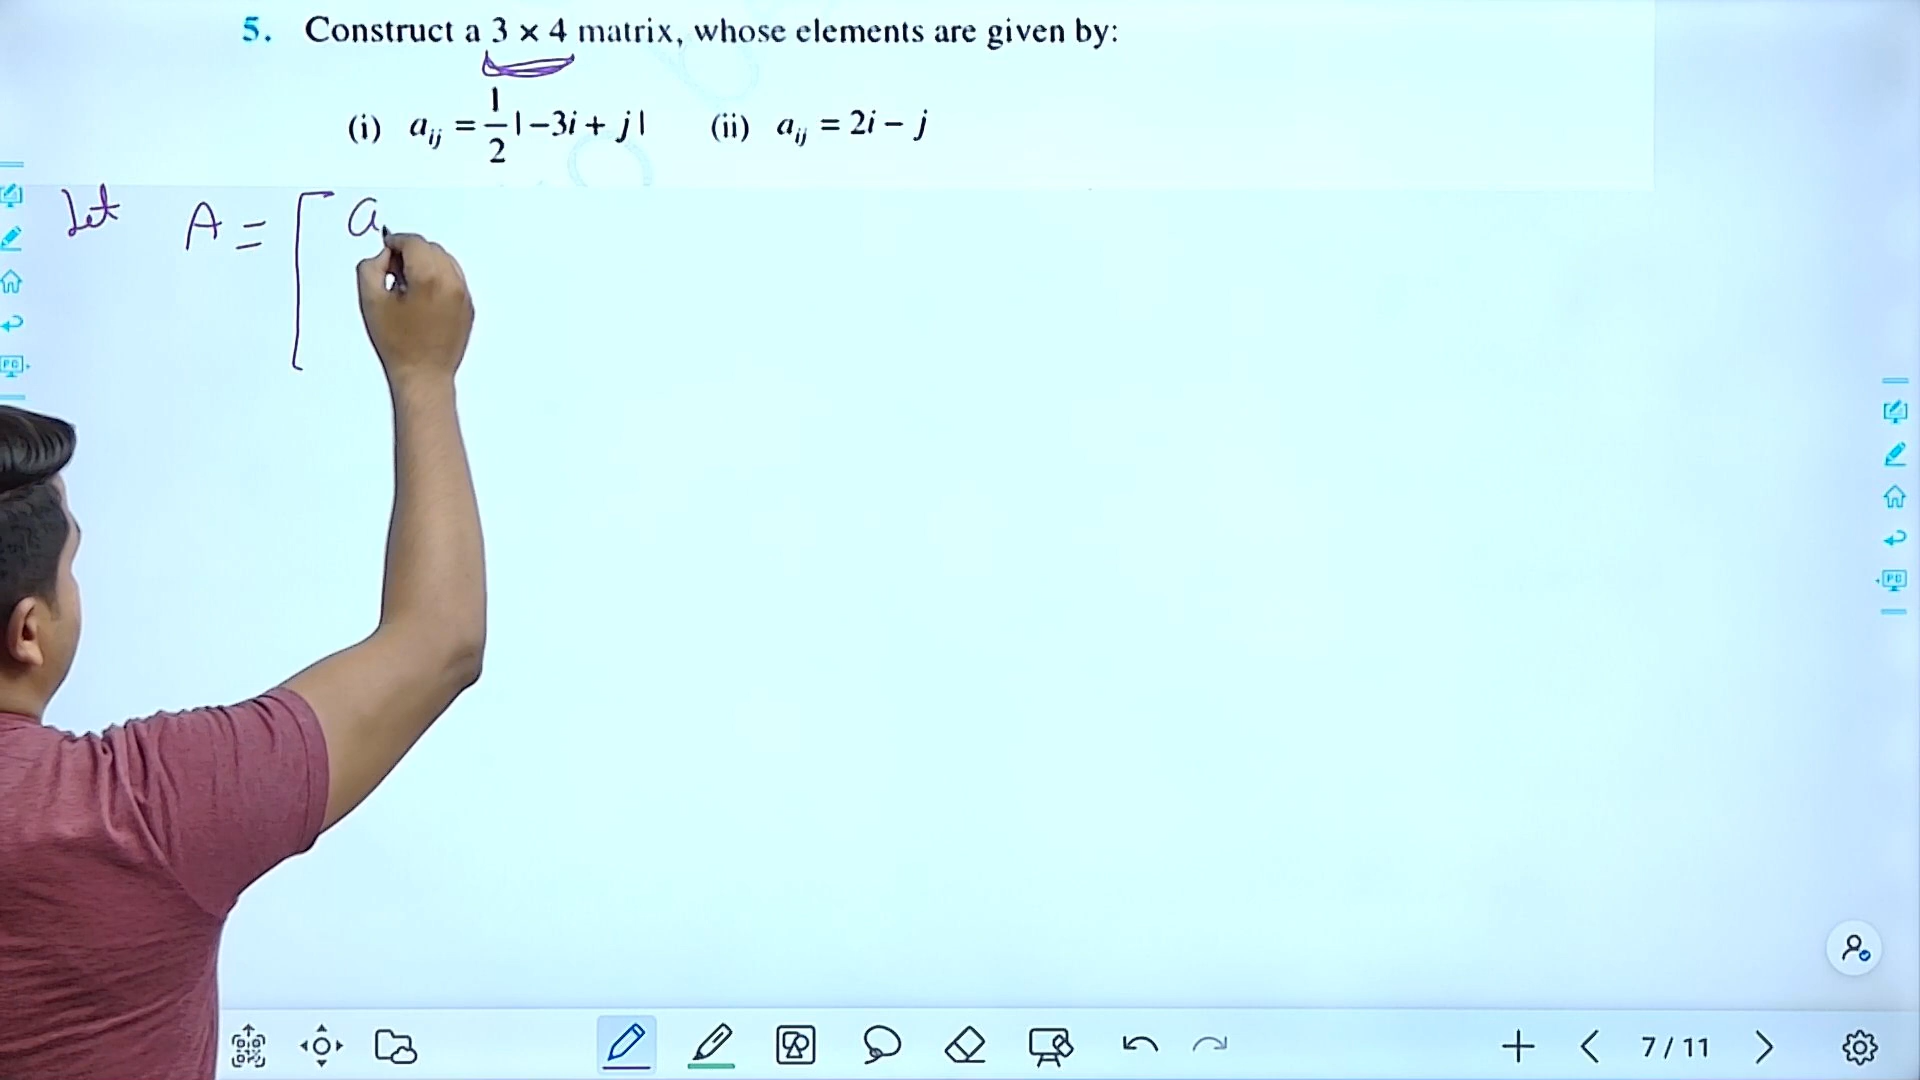 5. Construct a 3 × 4 matrix, whose elements are given by:
(i) aᵢⱼ = 1/2 |−3i + j| (ii) aᵢⱼ = 2i − j
Let A = [ a
7 / 11